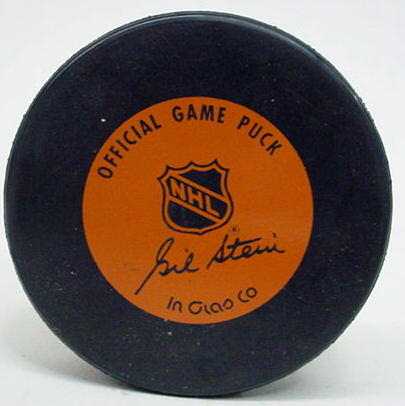 OFFICIAL GAME PUCK
NHL
Gil Stein
In Glas Co